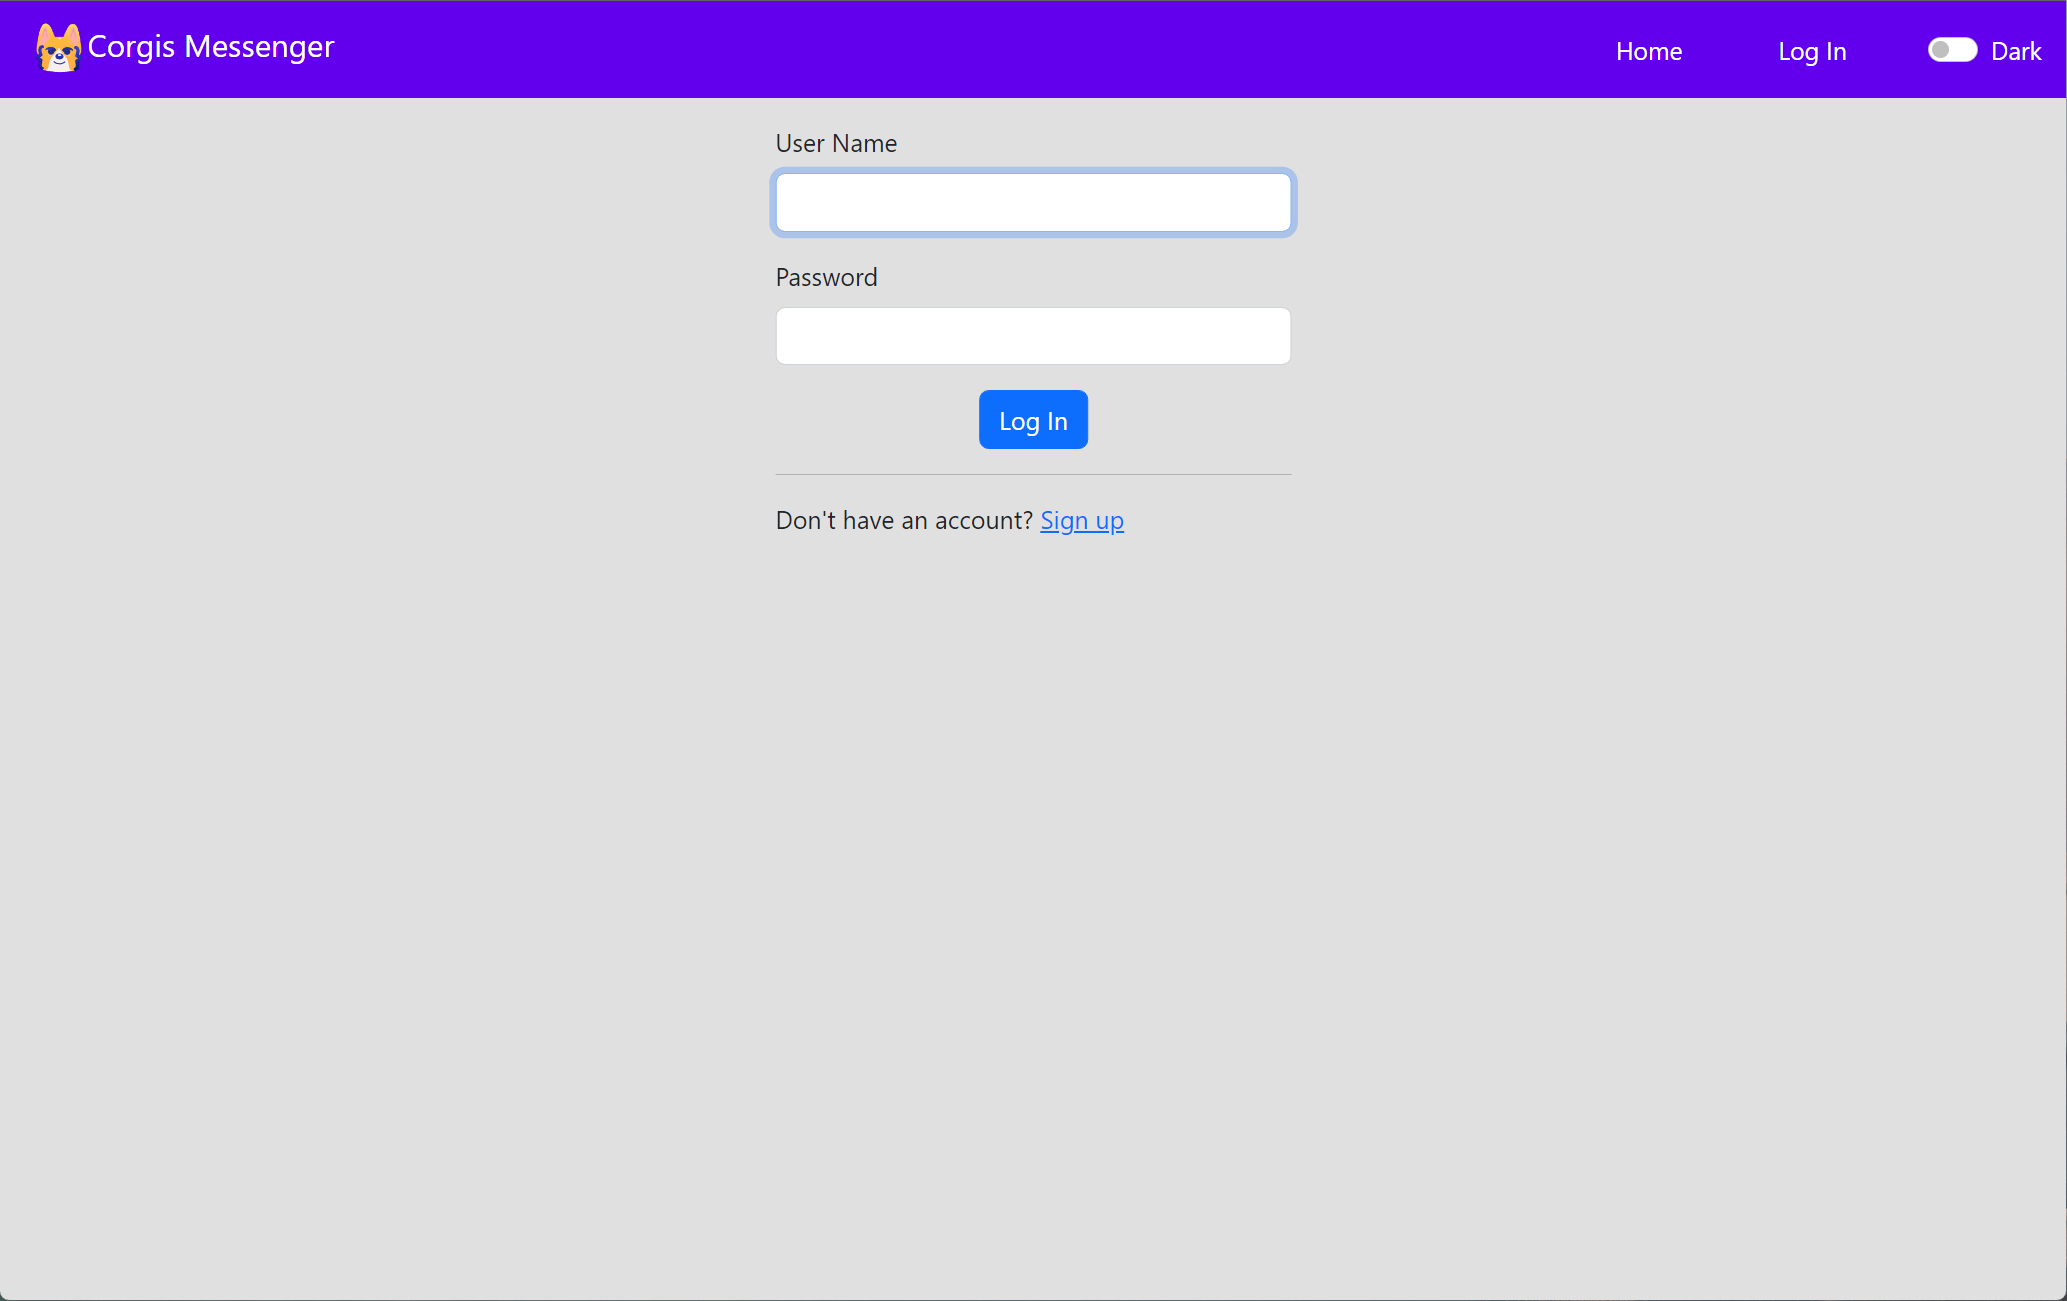 Corgis Messenger
Home
Log In
Dark
User Name
Password
Log In
Don't have an account? Sign up